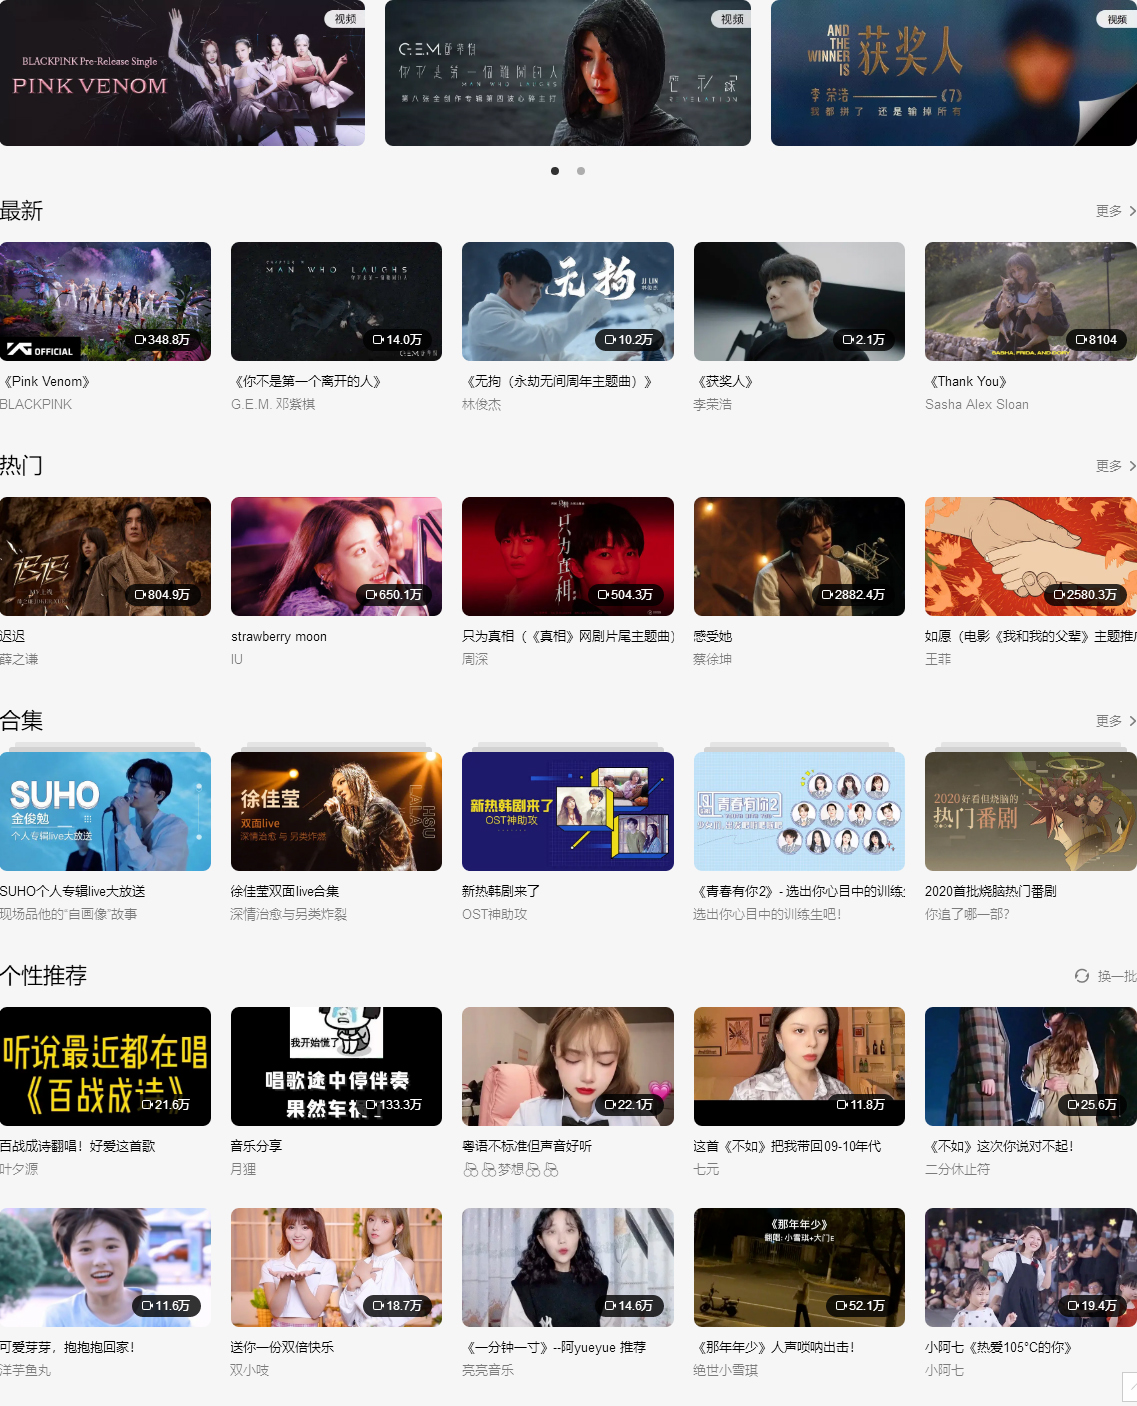 视频
BLACKPINK Pre-Release Single
PINK VENOM
视频
G.E.M.邓紫棋
你不是第一個離開的人
MAN WHO LAUGHS
第八张全创作专辑第四波心碎主打
启示录
REVELATION
视频
AND THE WINNER IS
获奖人
李荣浩 《7》
我都拼了 还是输掉所有
最新
更多
OFFICIAL
348.8万
MAN WHO LAUGHS
14.0万
无拘
JJ LIN
林俊杰
10.2万
2.1万
SASHA, FRIDA, AND CODY
8104
《Pink Venom》
《你不是第一个离开的人》
《无拘（永劫无间周年主题曲）》
《获奖人》
《Thank You》
BLACKPINK
G.E.M. 邓紫棋
林俊杰
李荣浩
Sasha Alex Sloan
热门
更多
迟迟
804.9万
650.1万
只为真相
504.3万
2882.4万
2580.3万
迟迟
strawberry moon
只为真相（《真相》网剧片尾主题曲）
感受她
如愿（电影《我和我的父辈》主题推
薛之谦
IU
周深
蔡徐坤
王菲
合集
更多
SUHO
金俊勉
个人专辑live大放送
徐佳莹
双面live
深情治愈 与 另类炸燃
LALA HSU
新热韩剧来了
OST神助攻
青春有你2
2020好看但烧脑的
热门番剧
SUHO个人专辑live大放送
徐佳莹双面live合集
新热韩剧来了
《青春有你2》- 选出你心目中的训练
2020首批烧脑热门番剧
现场品他的“自画像”故事
深情治愈与另类炸裂
OST神助攻
选出你心目中的训练生吧！
你追了哪一部？
个性推荐
换一批
听说最近都在唱
《百战成诗》
21.6万
我开始慌了
唱歌途中停伴奏
果然车祸了
133.3万
22.1万
11.8万
25.6万
百战成诗翻唱！好爱这首歌
音乐分享
粤语不标准但声音好听
这首《不如》把我带回09-10年代
《不如》这次你说对不起！
叶夕源
月狸
梦想
七元
二分休止符
11.6万
18.7万
14.6万
《那年年少》
翻唱: 小雪琪+大门E
52.1万
19.4万
可爱芽芽，抱抱抱回家！
送你一份双倍快乐
《一分钟一寸》--阿yueyue 推荐
《那年年少》人声唢呐出击！
小阿七《热爱105°C的你》
洋芋鱼丸
双小吱
亮亮音乐
绝世小雪琪
小阿七